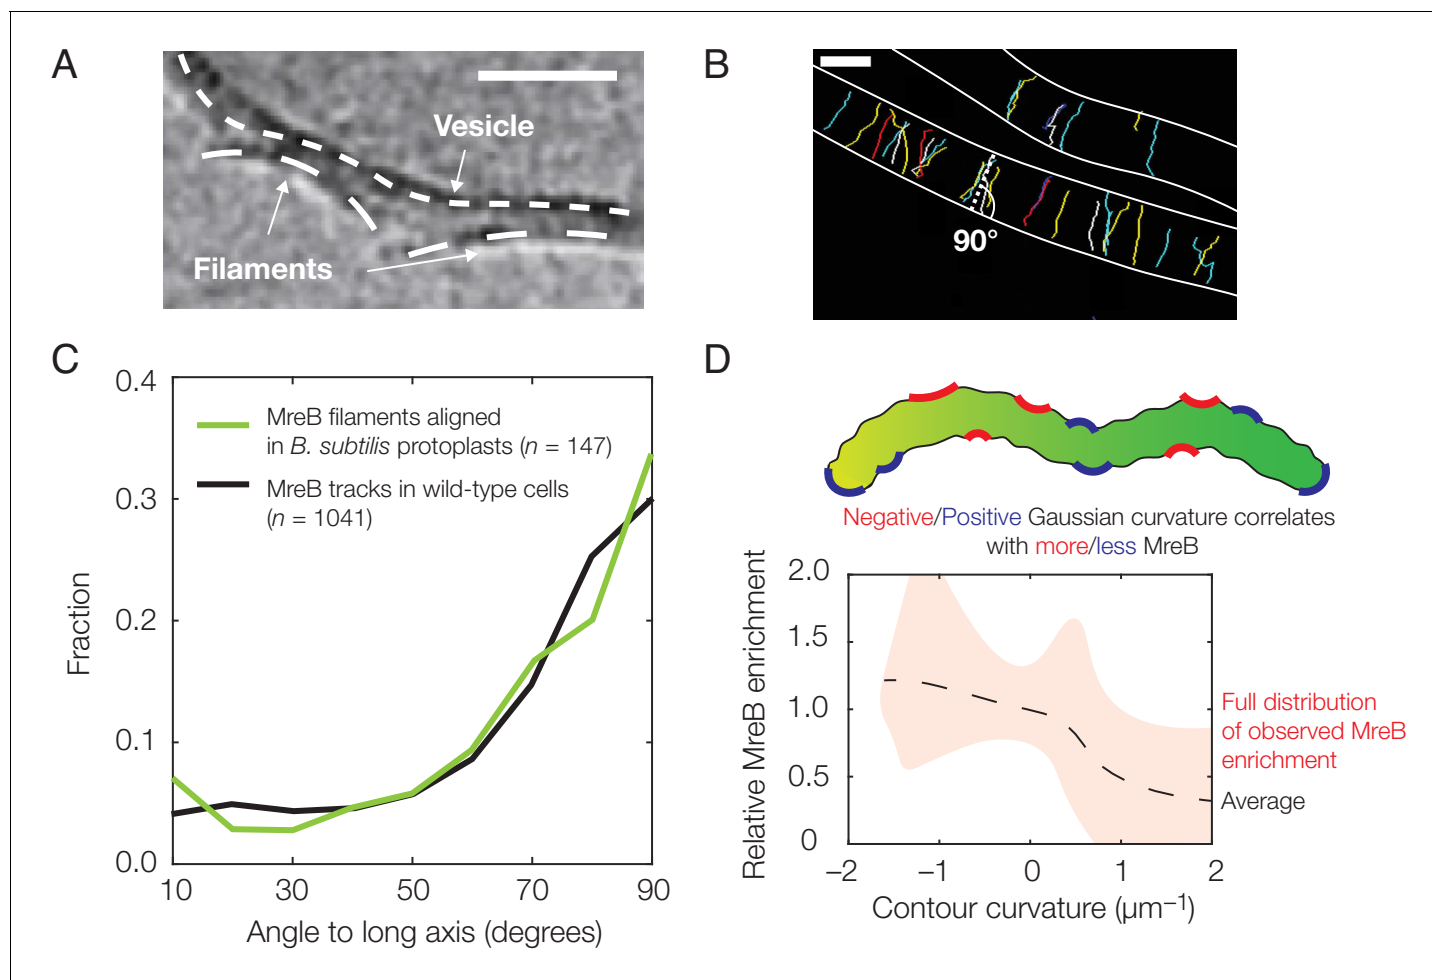 A
Vesicle
Filaments
B
90°
C
0.4
0.3
0.2
0.1
0.0
Fraction
MreB filaments aligned
in B. subtilis protoplasts (n = 147)
MreB tracks in wild-type cells
(n = 1041)
10 30 50 70 90
Angle to long axis (degrees)
D
Negative/Positive Gaussian curvature correlates
with more/less MreB
2.0
1.5
1.0
0.5
0
Relative MreB enrichment
Full distribution
of observed MreB
enrichment
Average
−2 −1 0 1 2
Contour curvature (μm−1)